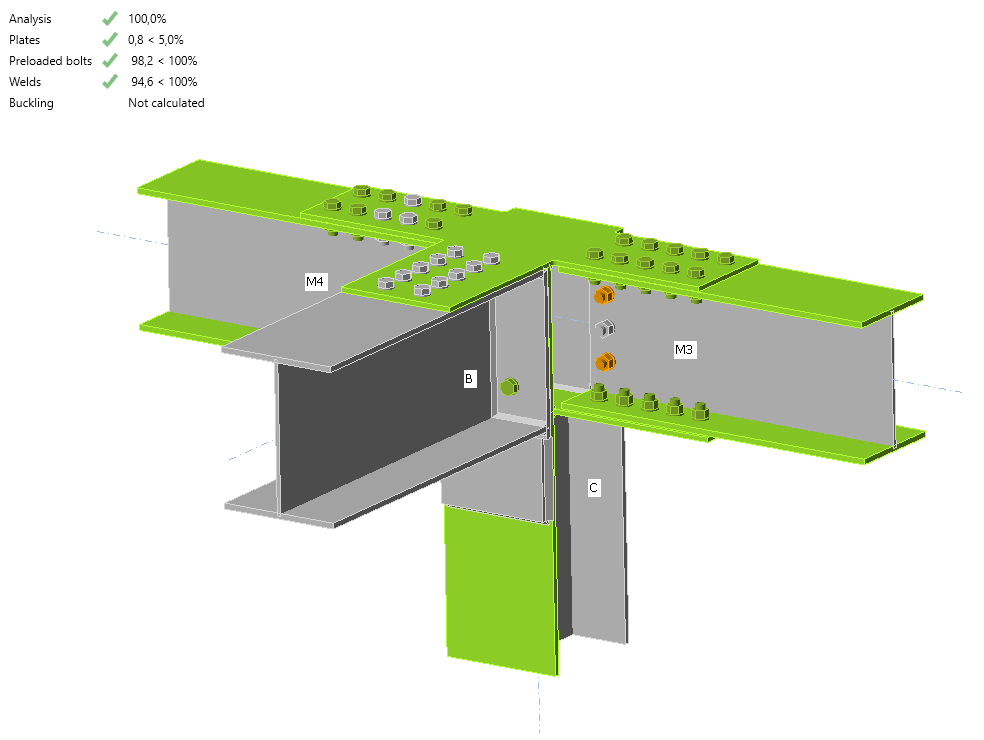 Analysis 100,0%
Plates 0,8 < 5,0%
Preloaded bolts 98,2 < 100%
Welds 94,6 < 100%
Buckling Not calculated
M4
M3
B
C